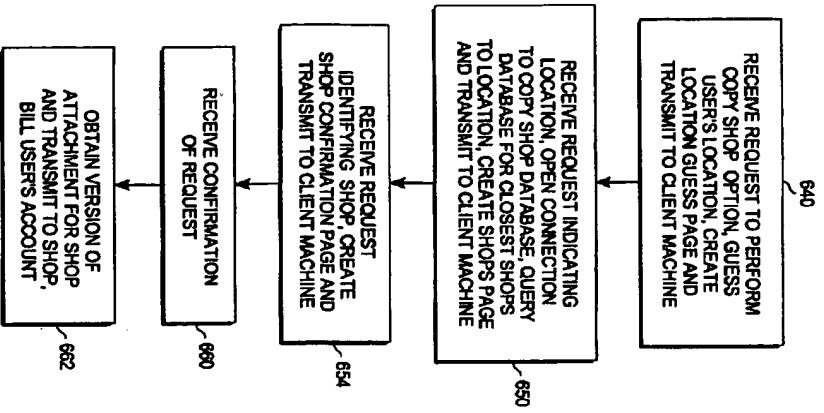 640
RECEIVE REQUEST TO PERFORM
COPY SHOP OPTION, GUESS
USER'S LOCATION, CREATE
LOCATION GUESS PAGE AND
TRANSMIT TO CLIENT MACHINE
650
RECEIVE REQUEST INDICATING
LOCATION, OPEN CONNECTION
TO COPY SHOP DATABASE, QUERY
DATABASE FOR CLOSEST SHOPS
TO LOCATION, CREATE SHOPS PAGE
AND TRANSMIT TO CLIENT MACHINE
654
RECEIVE REQUEST
IDENTIFYING SHOP, CREATE
SHOP CONFIRMATION PAGE AND
TRANSMIT TO CLIENT MACHINE
660
RECEIVE CONFIRMATION
OF REQUEST
662
OBTAIN VERSION OF
ATTACHMENT FOR SHOP
AND TRANSMIT TO SHOP,
BILL USER'S ACCOUNT